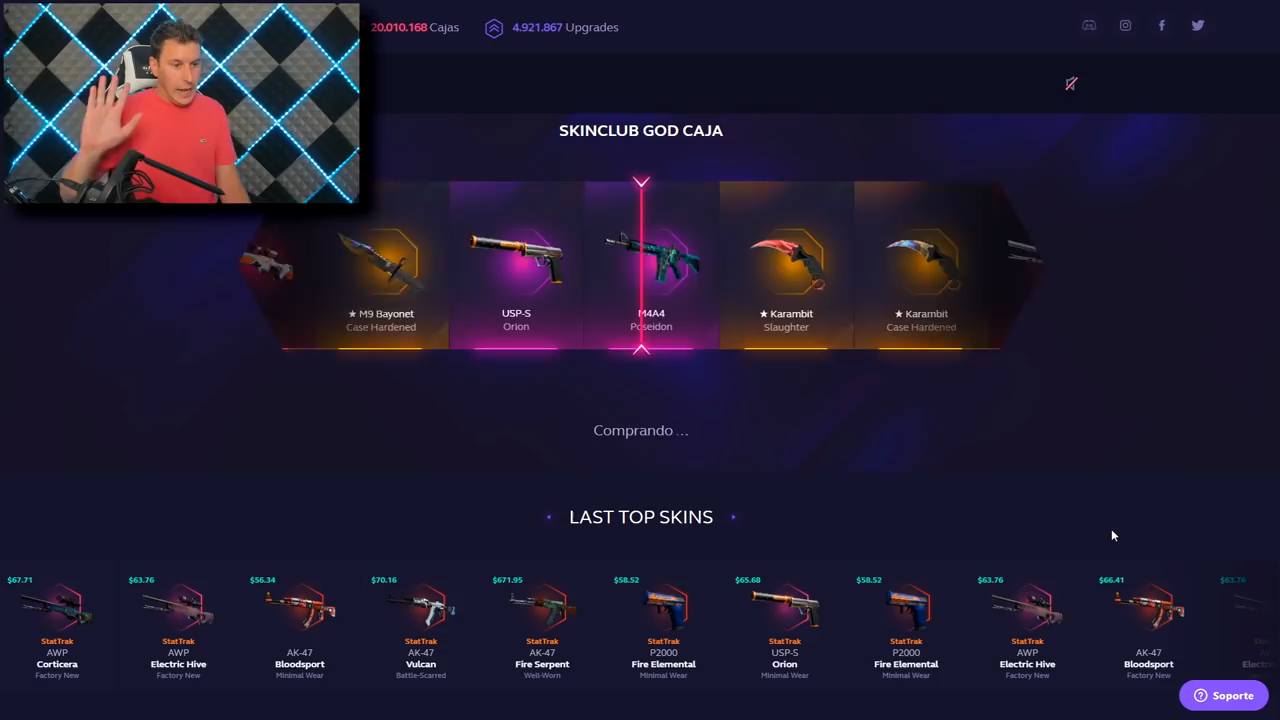 20.010.168 Cajas
4.921.867 Upgrades
SKINCLUB GOD CAJA
★ M9 Bayonet
Case Hardened
USP-S
Orion
M4A4
Poseidon
★ Karambit
Slaughter
★ Karambit
Case Hardened
Comprando ...
LAST TOP SKINS
$67.71
StatTrak
AWP
Corticera
Factory New
$63.76
StatTrak
AWP
Electric Hive
Factory New
$56.34
AK-47
Bloodsport
Minimal Wear
$70.16
StatTrak
AK-47
Vulcan
Battle-Scarred
$671.95
StatTrak
AK-47
Fire Serpent
Well-Worn
$58.52
StatTrak
P2000
Fire Elemental
Minimal Wear
$65.68
StatTrak
USP-S
Orion
Minimal Wear
$58.52
StatTrak
P2000
Fire Elemental
Minimal Wear
$63.76
StatTrak
AWP
Electric Hive
Factory New
$66.41
AK-47
Bloodsport
Factory New
$63.76
Soporte